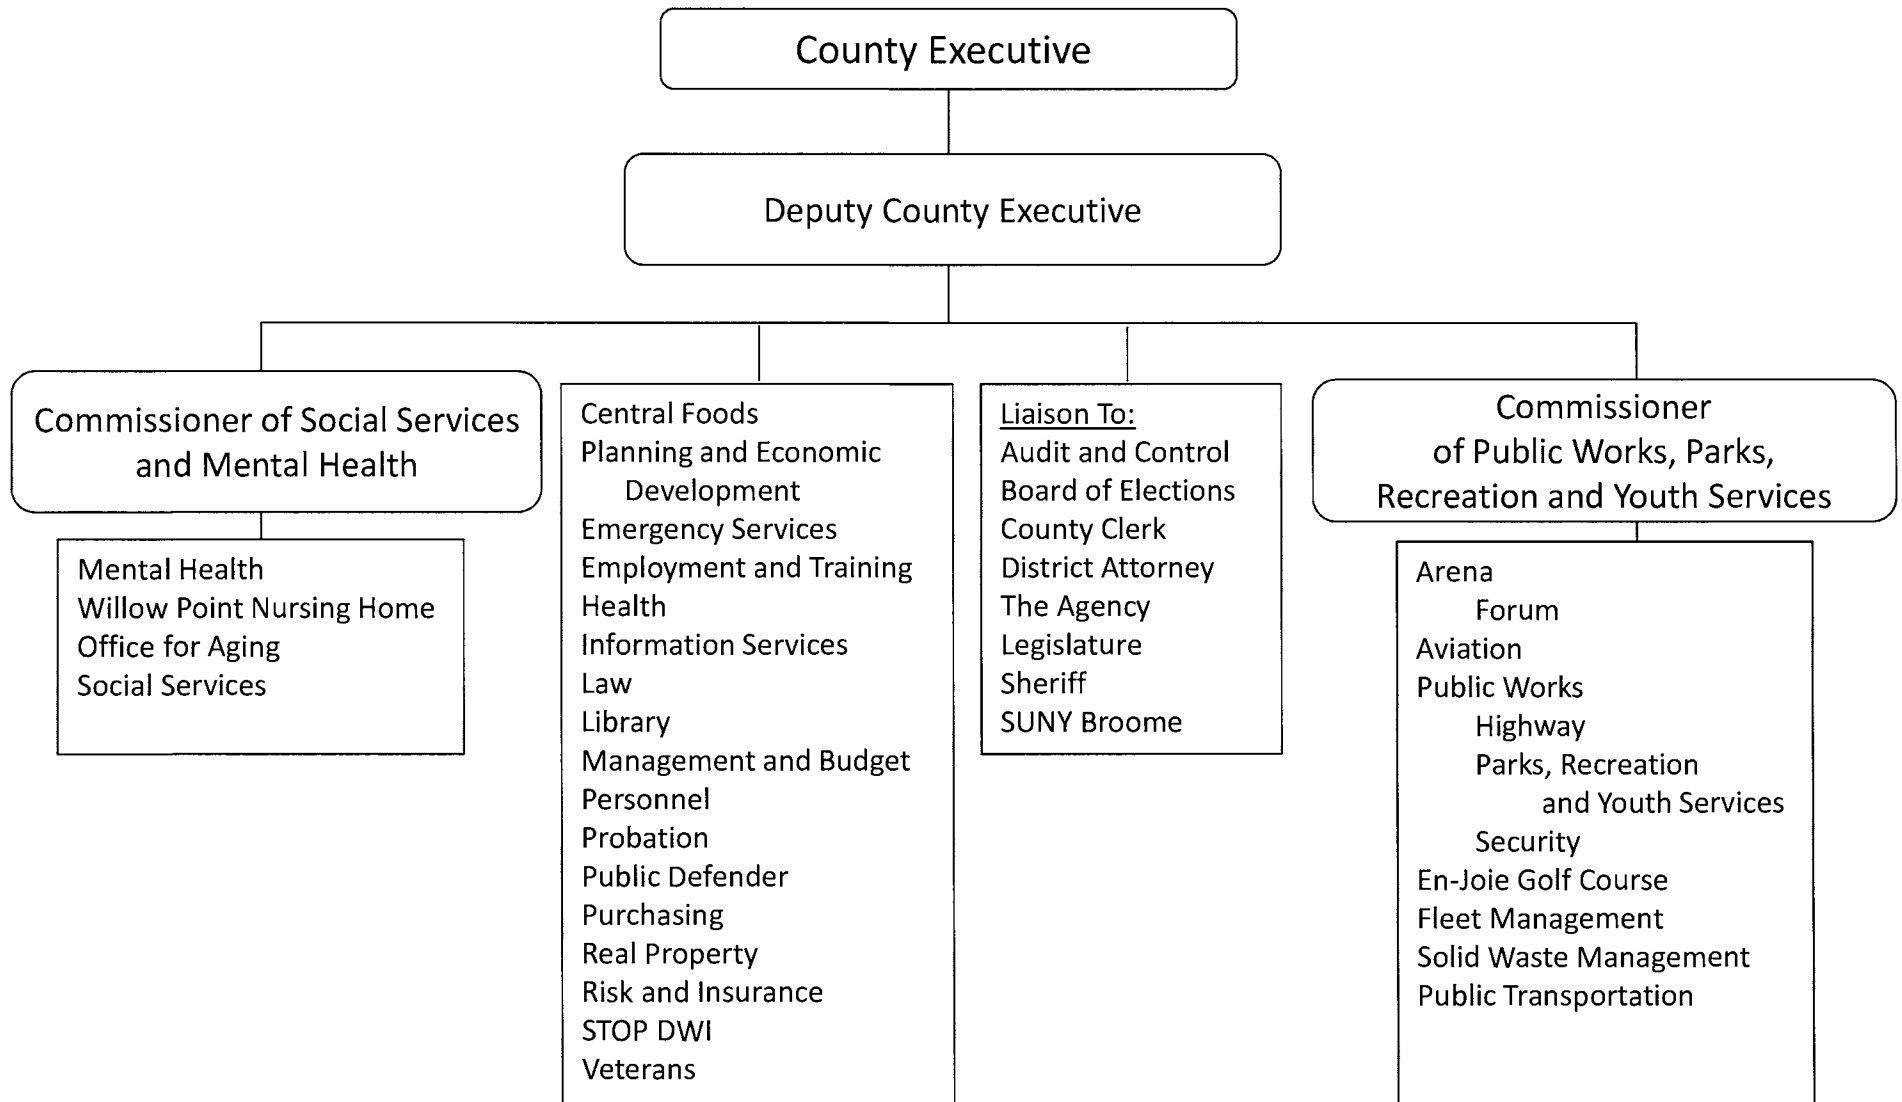 County Executive
Deputy County Executive
Commissioner of Social Services
and Mental Health
Mental Health
Willow Point Nursing Home
Office for Aging
Social Services
Central Foods
Planning and Economic
Development
Emergency Services
Employment and Training
Health
Information Services
Law
Library
Management and Budget
Personnel
Probation
Public Defender
Purchasing
Real Property
Risk and Insurance
STOP DWI
Veterans
Liaison To:
Audit and Control
Board of Elections
County Clerk
District Attorney
The Agency
Legislature
Sheriff
SUNY Broome
Commissioner
of Public Works, Parks,
Recreation and Youth Services
Arena
Forum
Aviation
Public Works
Highway
Parks, Recreation
and Youth Services
Security
En-Joie Golf Course
Fleet Management
Solid Waste Management
Public Transportation